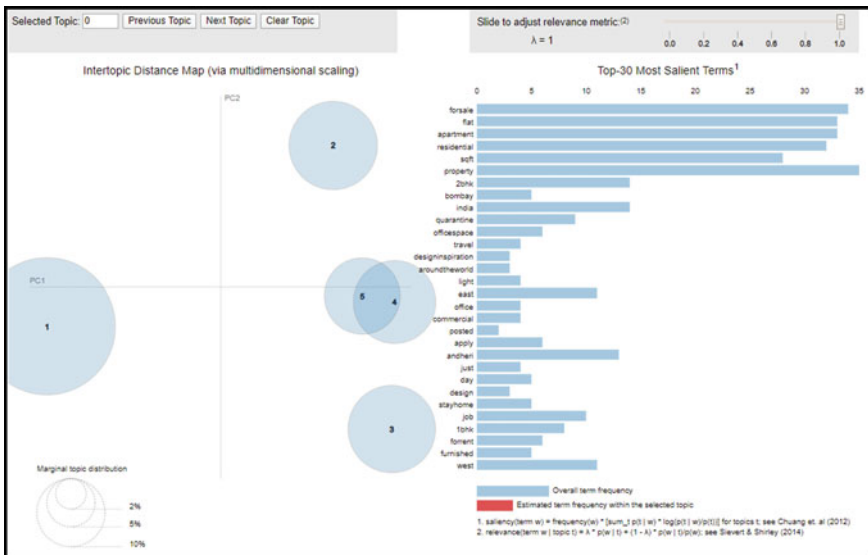 Selected Topic: 0 Previous Topic Next Topic Clear Topic
Slide to adjust relevance metric:(2)
λ = 1
0.0 0.2 0.4 0.6 0.8 1.0
Intertopic Distance Map (via multidimensional scaling)
PC2
PC1
2
5
4
1
3
Marginal topic distribution
2%
5%
10%
Top-30 Most Salient Terms1
0 5 10 15 20 25 30 35
forsale
flat
apartment
residential
sqft
property
2bhk
bombay
india
quarantine
officespace
travel
designinspiration
aroundtheworld
light
east
office
commercial
posted
apply
andheri
just
day
design
stayhome
job
1bhk
forrent
furnished
west
Overall term frequency
Estimated term frequency within the selected topic
1. saliency(term w) = frequency(w) * [sum_t p(t | w) * log(p(t | w)/p(t))] for topics t; see Chuang et. al (2012)
2. relevance(term w | topic t) = λ * p(w | t) + (1 - λ) * p(w | t)/p(w); see Sievert & Shirley (2014)